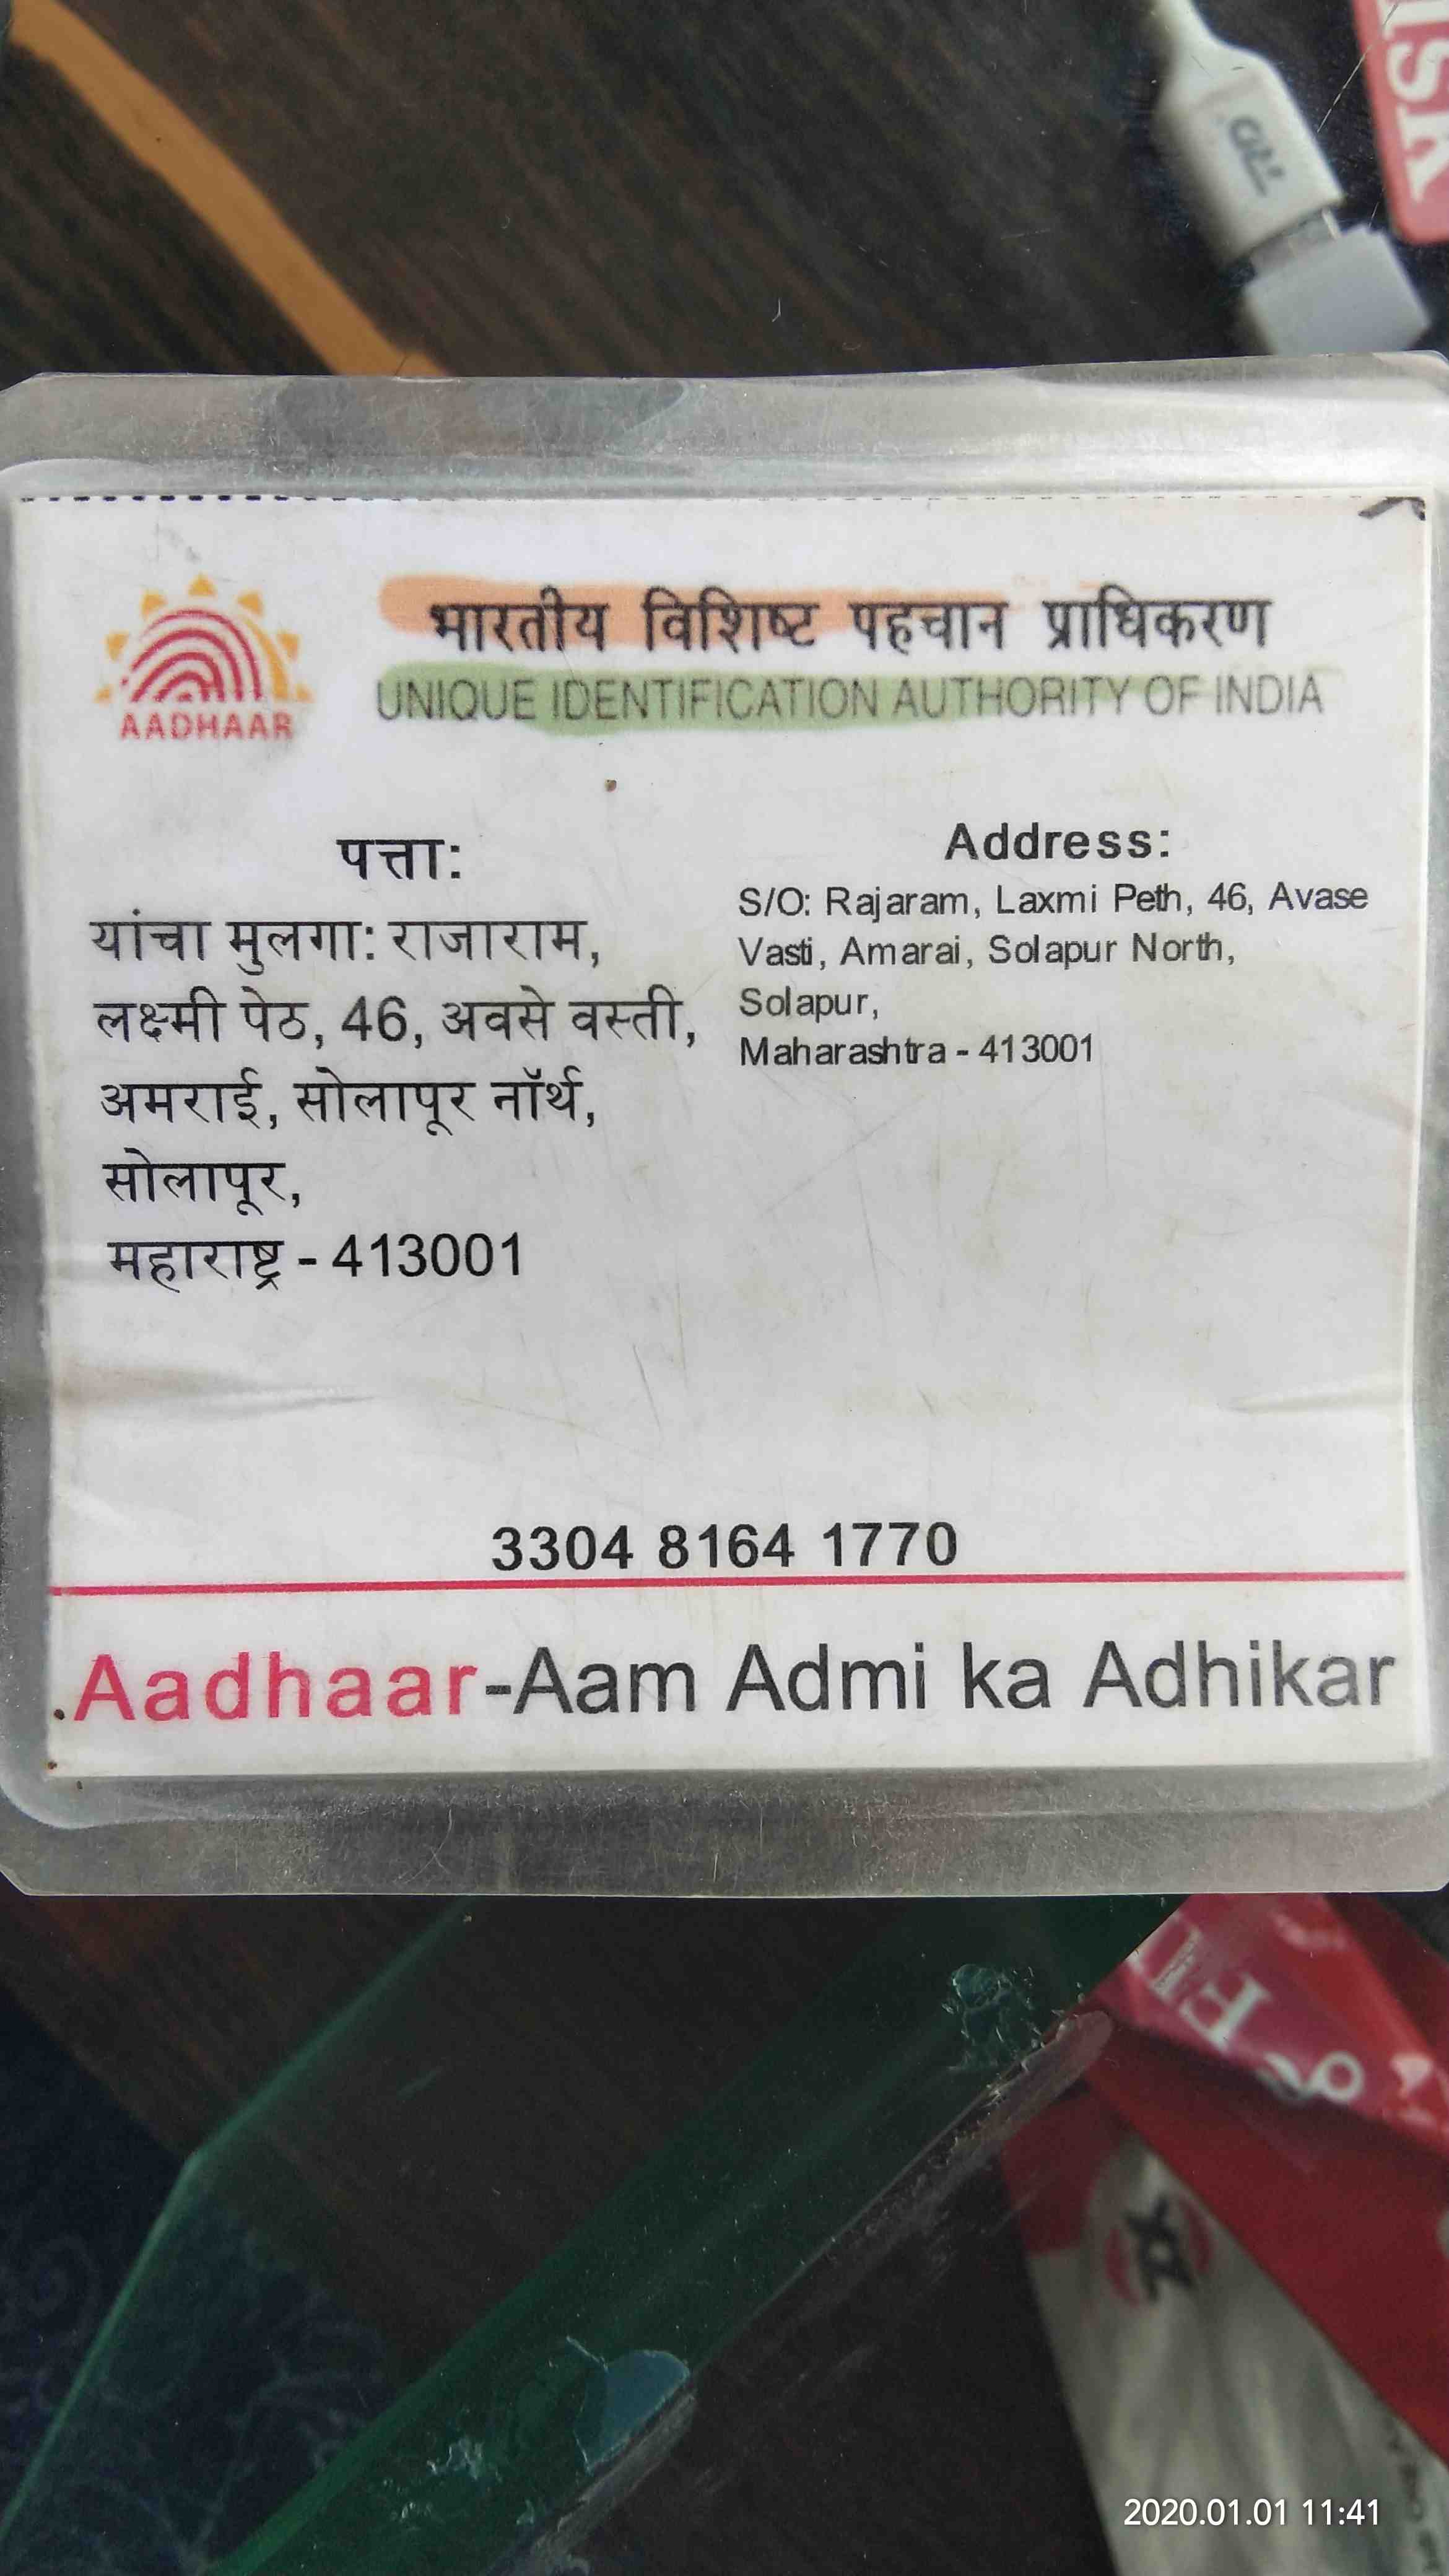 AADHAAR
भारतीय विशिष्ट पहचान प्राधिकरण
UNIQUE IDENTIFICATION AUTHORITY OF INDIA
पत्ता:
यांचा मुलगा: राजाराम,
लक्ष्मी पेठ, 46, अवसे वस्ती,
अमराई, सोलापूर नॉर्थ,
सोलापूर,
महाराष्ट्र - 413001
Address:
S/O: Rajaram, Laxmi Peth, 46, Avase
Vasti, Amarai, Solapur North,
Solapur,
Maharashtra - 413001
3304 8164 1770
Aadhaar-Aam Admi ka Adhikar
2020.01.01 11:41